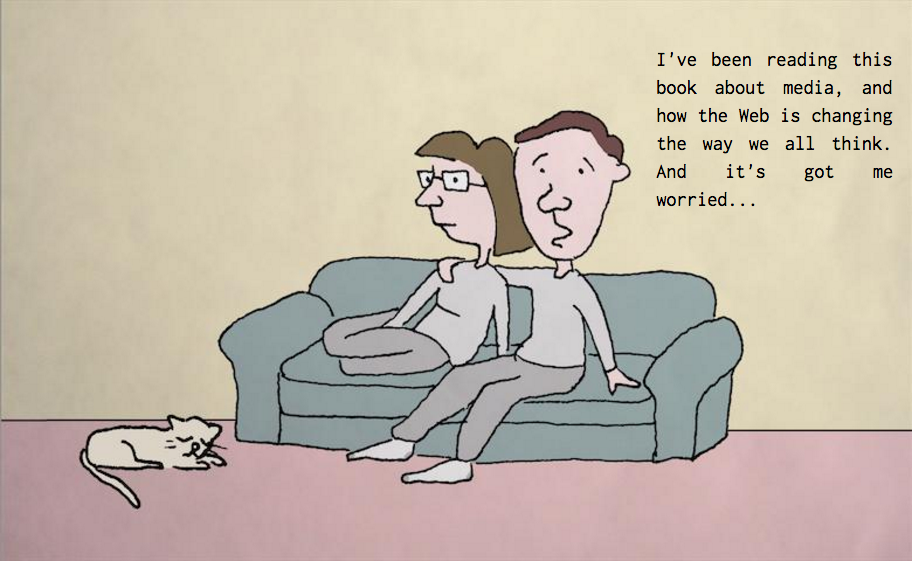 I've been reading this
book about media, and
how the Web is changing
the way we all think.
And it's got me
worried...